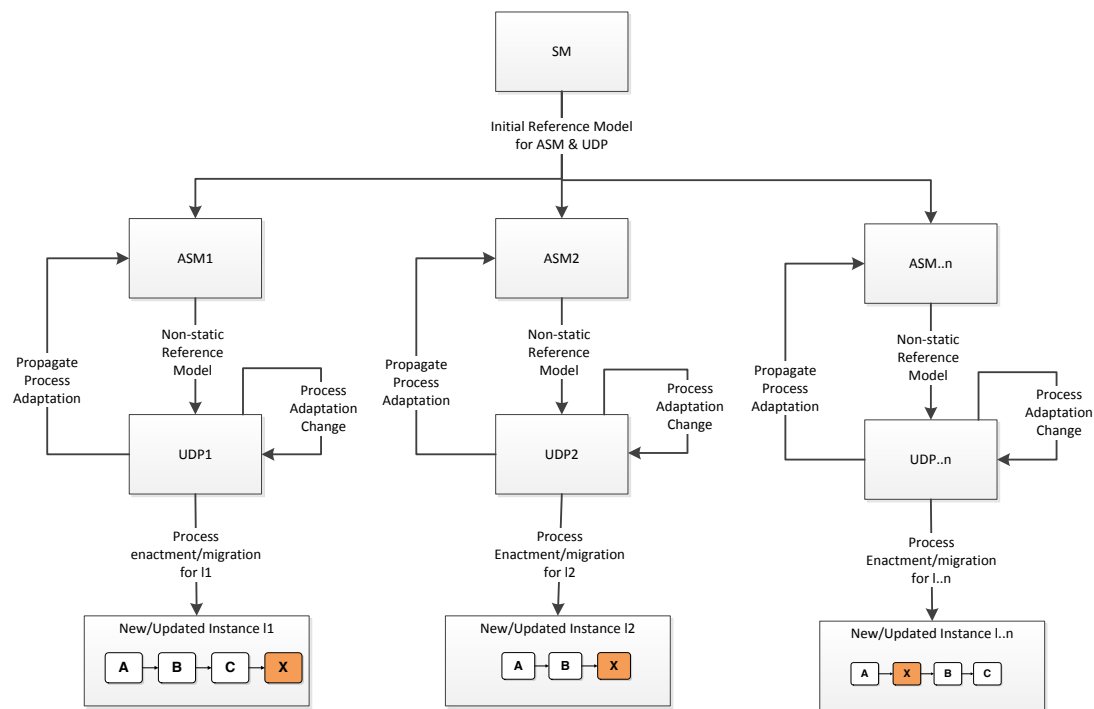 SM
Initial Reference Model
for ASM & UDP
ASM1
ASM2
ASM..n
Non-static
Reference
Model
Non-static
Reference
Model
Non-static
Reference
Model
Propagate
Process
Adaptation
Propagate
Process
Adaptation
Propagate
Process
Adaptation
Process
Adaptation
Change
Process
Adaptation
Change
Process
Adaptation
Change
UDP1
UDP2
UDP..n
Process
enactment/migration
for I1
Process
Enactment/migration
for I2
Process
Enactment/migration
for I..n
New/Updated Instance I1
A B C X
New/Updated Instance I2
A B X
New/Updated Instance I..n
A X B C